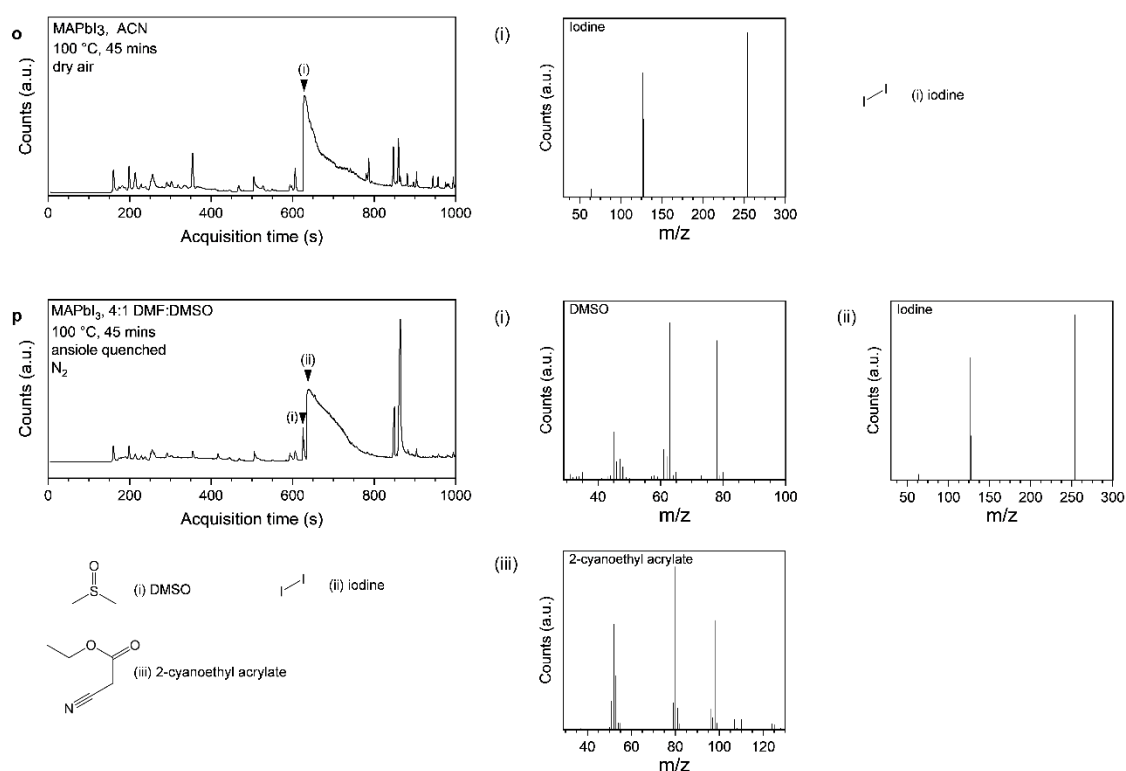 o
MAPbI3, ACN
100 °C, 45 mins
dry air
(i)
Counts (a.u.)
0 200 400 600 800 1000
Acquisition time (s)
(i)
Iodine
Counts (a.u.)
50 100 150 200 250 300
m/z
I I (i) iodine
p
MAPbI3, 4:1 DMF:DMSO
100 °C, 45 mins
ansiole quenched
N2
(ii)
(i)
Counts (a.u.)
0 200 400 600 800 1000
Acquisition time (s)
(i)
DMSO
Counts (a.u.)
40 60 80 100
m/z
(ii)
Iodine
Counts (a.u.)
50 100 150 200 250 300
m/z
O
S
(i) DMSO
I I (ii) iodine
O O
N
(iii) 2-cyanoethyl acrylate
(iii)
2-cyanoethyl acrylate
Counts (a.u.)
40 60 80 100 120
m/z